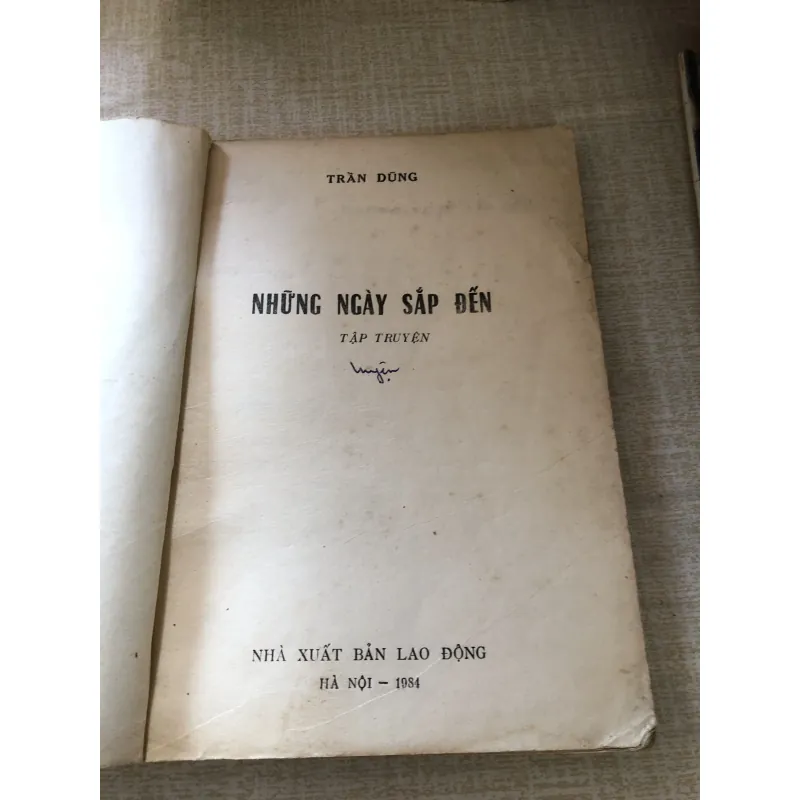 TRẦN DŨNG
NHỮNG NGÀY SẮP ĐẾN
TẬP TRUYỆN
NHÀ XUẤT BẢN LAO ĐỘNG
HÀ NỘI – 1984